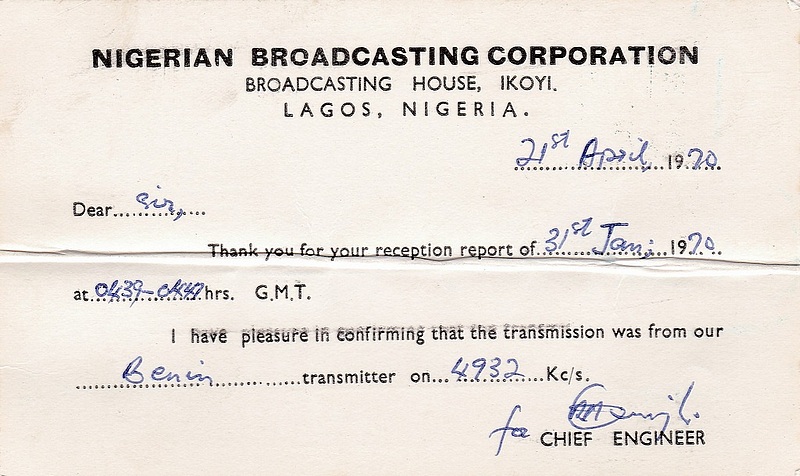 NIGERIAN BROADCASTING CORPORATION
BROADCASTING HOUSE, IKOYI.
LAGOS, NIGERIA.
21st April, 1970.
Dear Sir,
Thank you for your reception report of 31st Jan; 1970.
at 0439- hrs. G.M.T.
I have pleasure in confirming that the transmission was from our
Benin transmitter on 4932 Kc/s.
for CHIEF ENGINEER